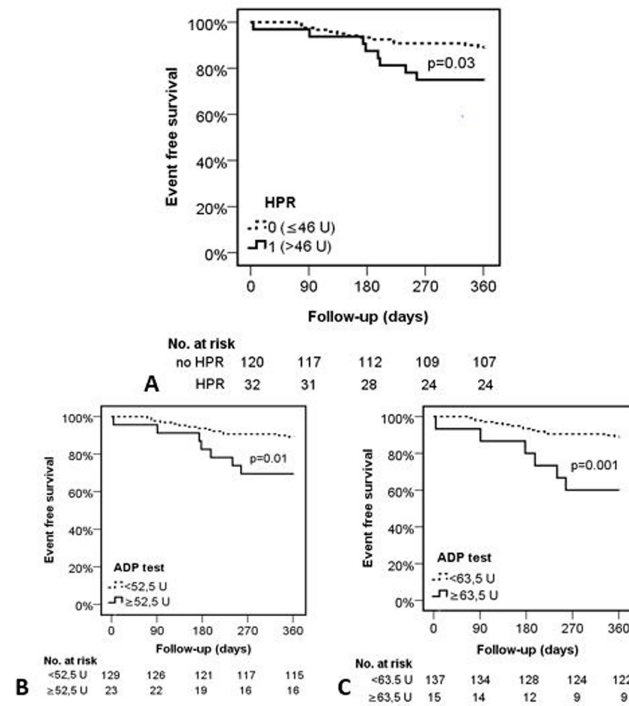 100%
80%
60%
40%
20%
0%
Event free survival
p=0.03
HPR
0 (≤46 U)
1 (>46 U)
0 90 180 270 360
Follow-up (days)
No. at risk
no HPR 120 117 112 109 107
HPR 32 31 28 24 24
A
100%
80%
60%
40%
20%
0%
Event free survival
p=0.01
ADP test
<52,5 U
≥52,5 U
0 90 180 270 360
Follow-up (days)
No. at risk
<52,5 U 129 126 121 117 115
≥52,5 U 23 22 19 16 16
B
100%
80%
60%
40%
20%
0%
Event free survival
p=0.001
ADP test
<63,5 U
≥63,5 U
0 90 180 270 360
Follow-up (days)
No. at risk
<63.5 U 137 134 128 124 122
≥63,5 U 15 14 12 9 9
C